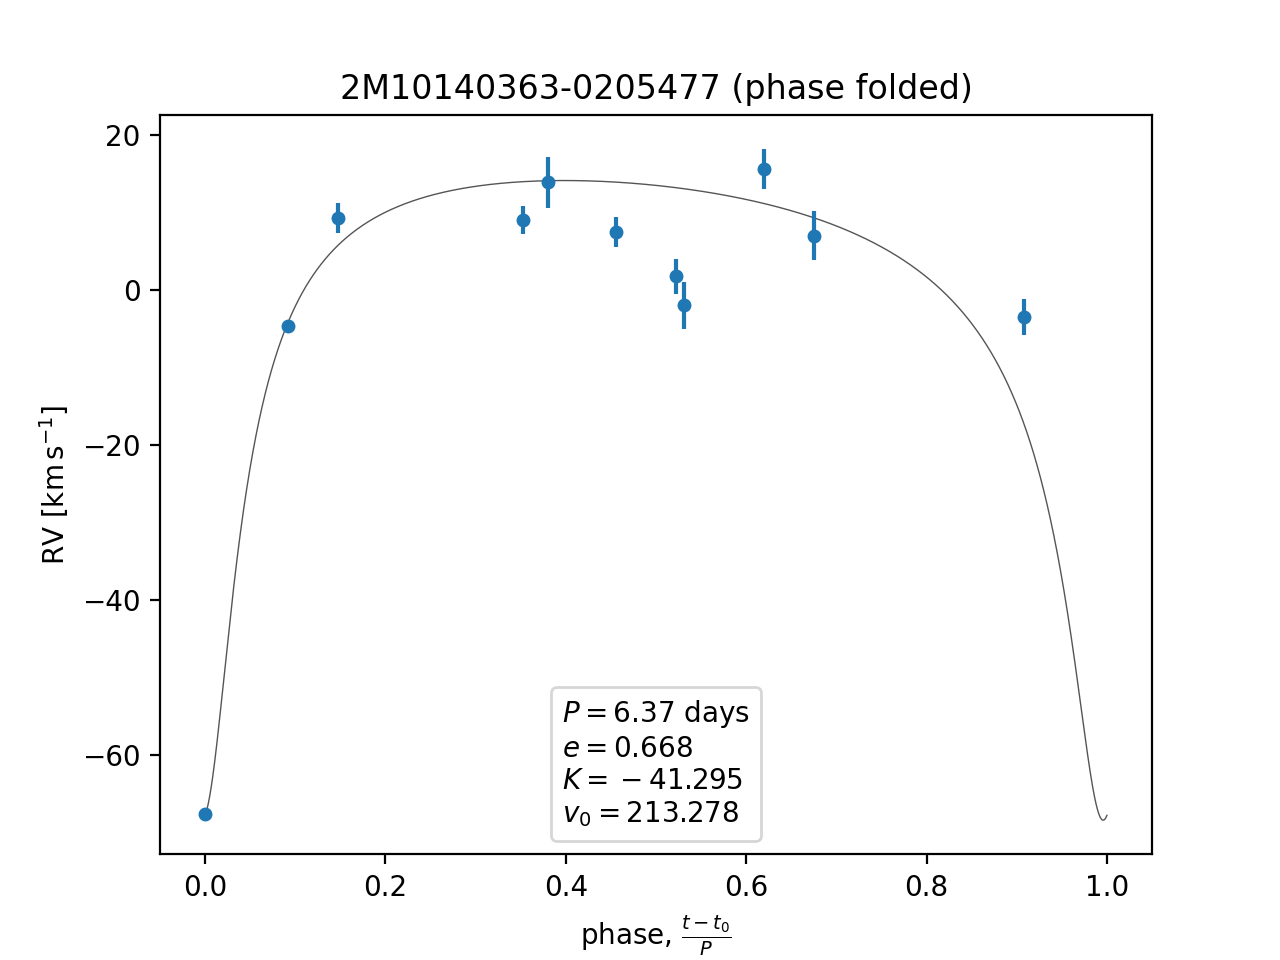 2M10140363-0205477 (phase folded)
20
0
−20
−40
−60
RV [km s⁻¹]
P = 6.37 days
e = 0.668
K = − 41.295
v₀ = 213.278
0.0 0.2 0.4 0.6 0.8 1.0
phase, (t − t₀)/P